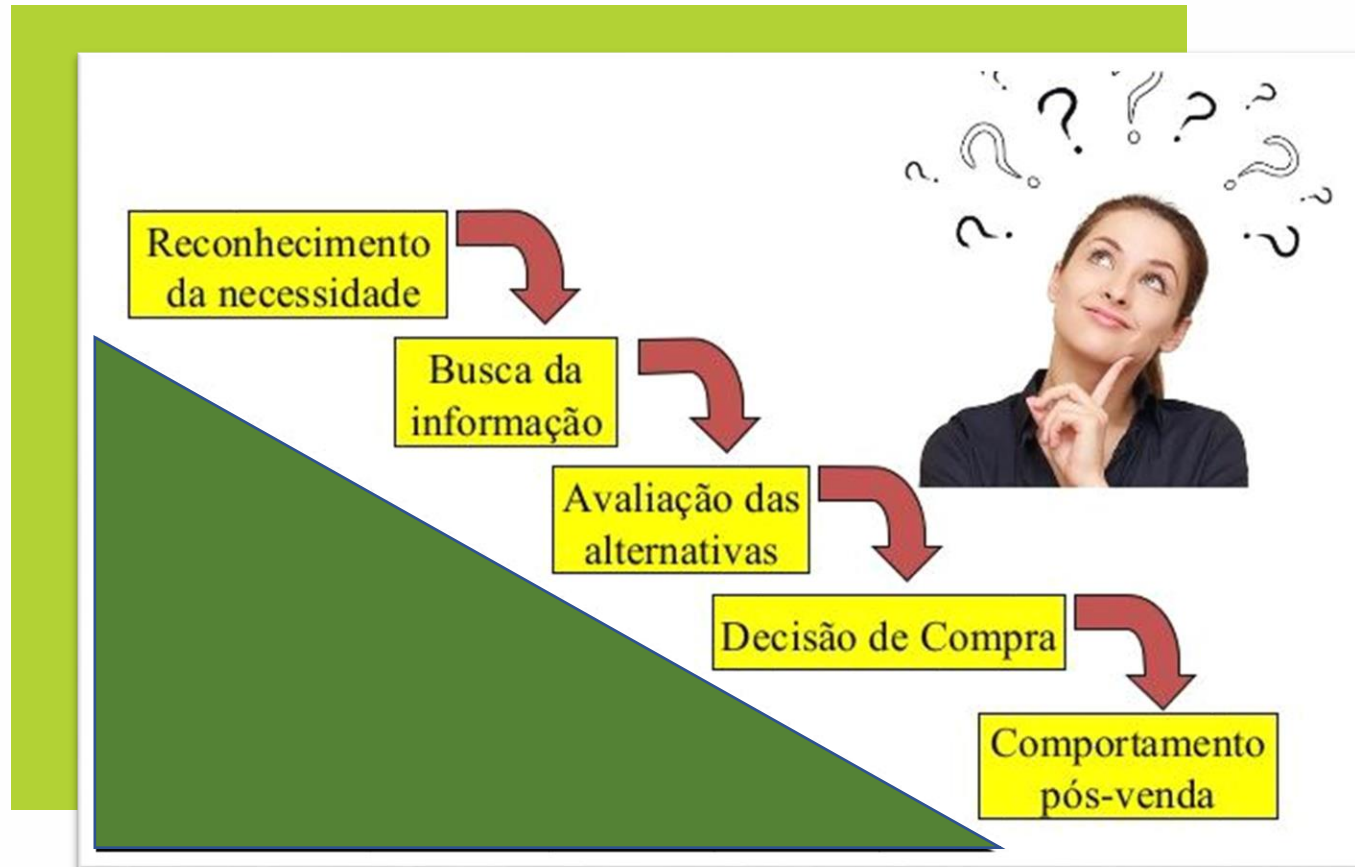 Reconhecimento
da necessidade
Busca da
informação
Avaliação das
alternativas
Decisão de Compra
Comportamento
pós-venda